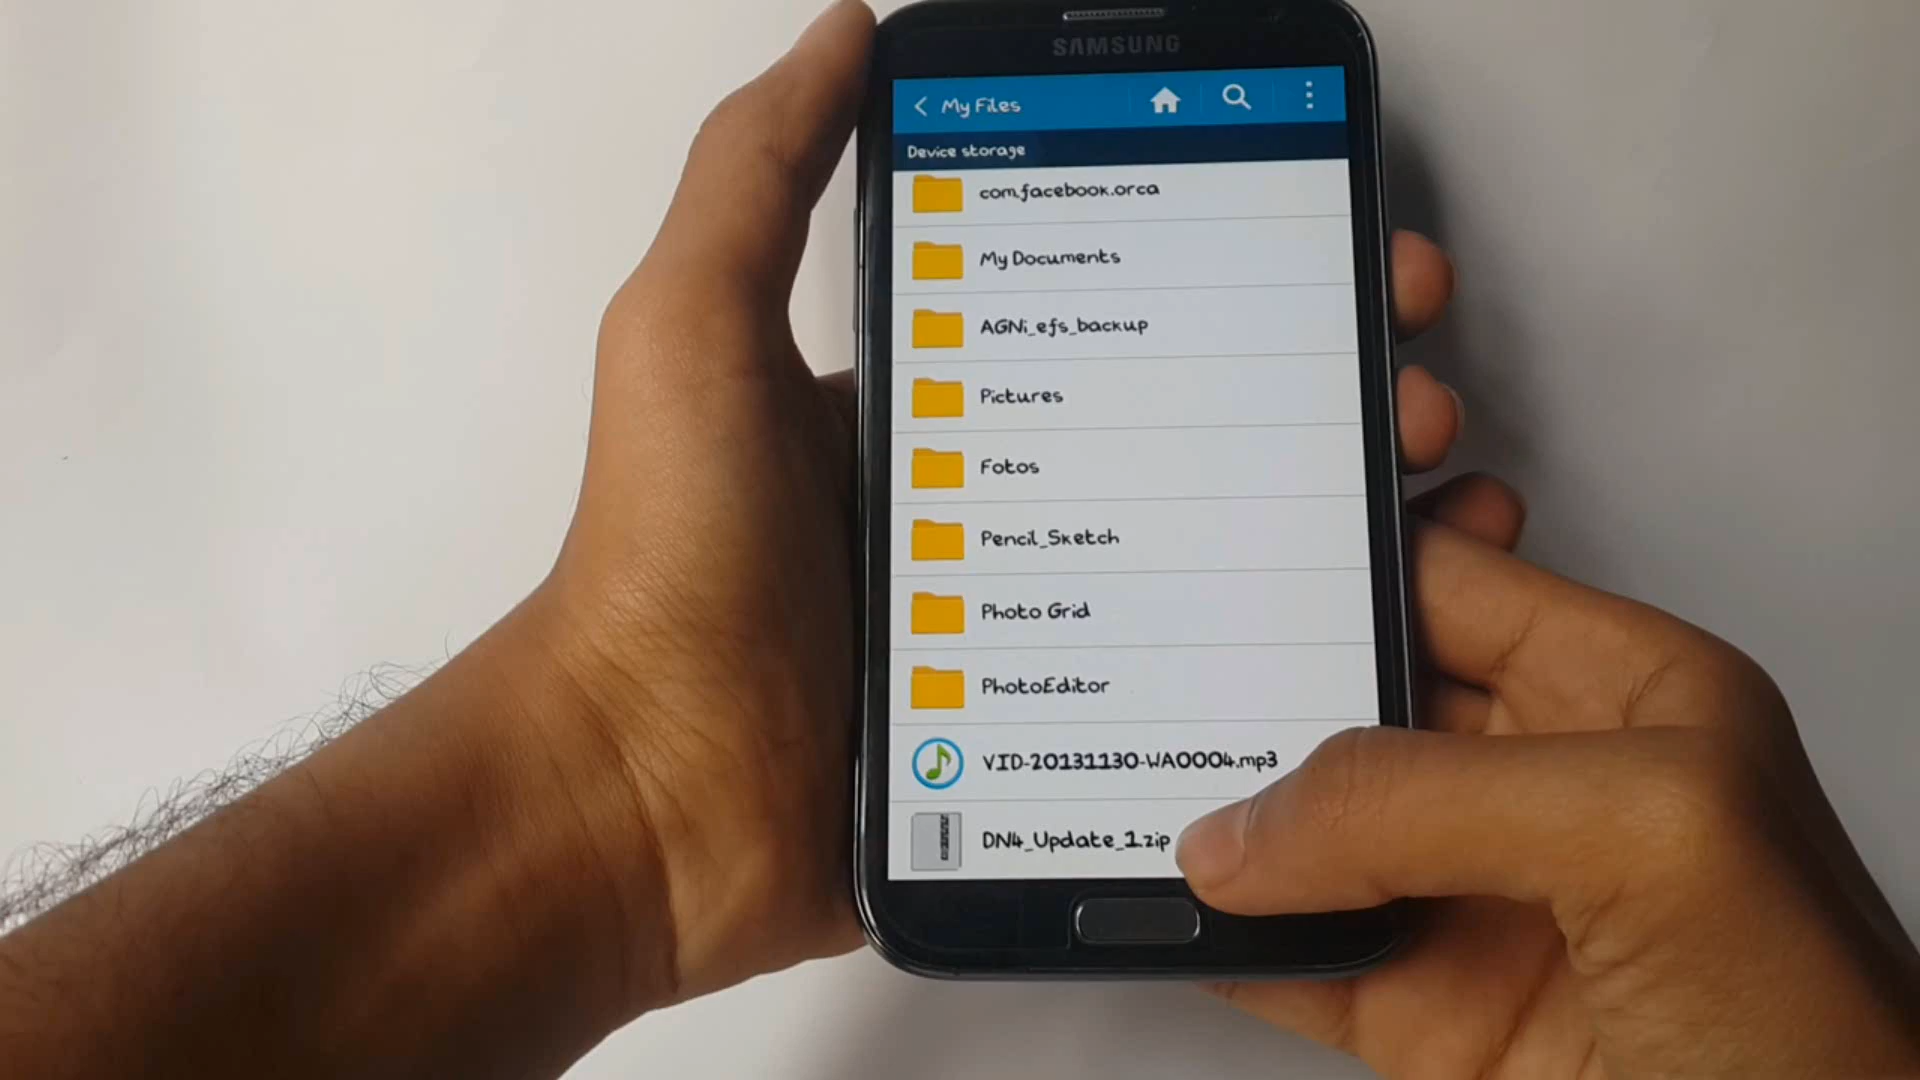 SAMSUNG
My Files
Device storage
com.facebook.orca
My Documents
AGNi_efs_backup
Pictures
Fotos
Pencil_Sketch
Photo Grid
PhotoEditor
VID-20131130-WA0004.mp3
DN4_Update_1.zip